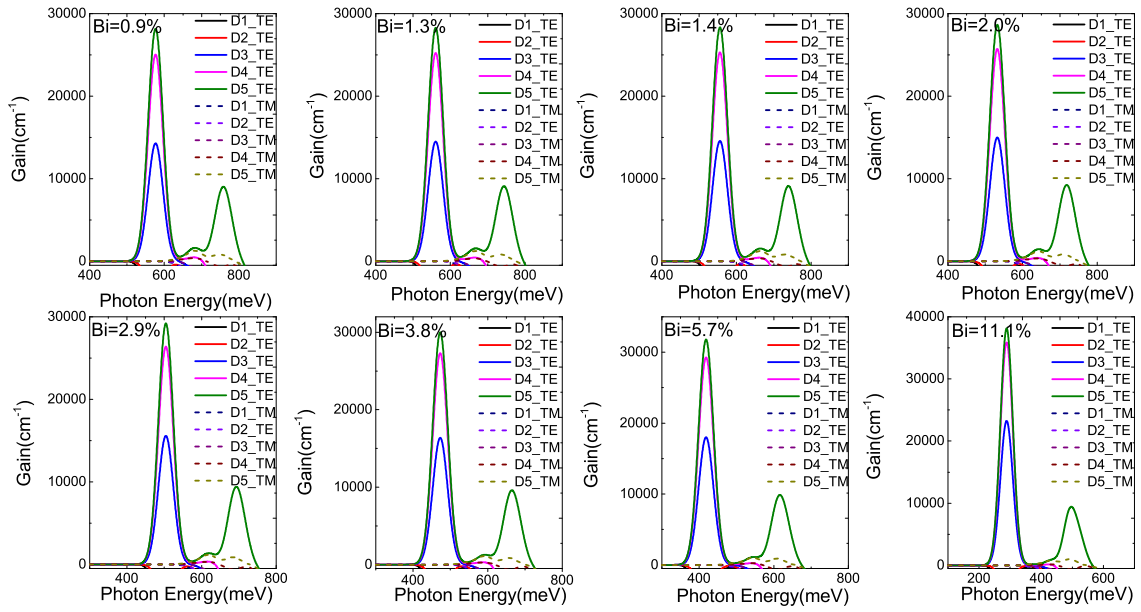 Bi=0.9%
30000
20000
10000
0
Gain(cm⁻¹)
D1_TE
D2_TE
D3_TE
D4_TE
D5_TE
D1_TM
D2_TE
D3_TM
D4_TM
D5_TM
400 600 800
Photon Energy(meV)
Bi=1.3%
30000
20000
10000
0
Gain(cm⁻¹)
D1_TE
D2_TE
D3_TE
D4_TE
D5_TE
D1_TM
D2_TE
D3_TM
D4_TM
D5_TM
400 600 800
Photon Energy(meV)
Bi=1.4%
30000
20000
10000
0
Gain(cm⁻¹)
D1_TE
D2_TE
D3_TE
D4_TE
D5_TE
D1_TM
D2_TE
D3_TM
D4_TM
D5_TM
400 600 800
Photon Energy(meV)
Bi=2.0%
30000
20000
10000
0
Gain(cm⁻¹)
D1_TE
D2_TE
D3_TE
D4_TE
D5_TE
D1_TM
D2_TE
D3_TM
D4_TM
D5_TM
400 600 800
Photon Energy(meV)
Bi=2.9%
30000
20000
10000
0
Gain(cm⁻¹)
D1_TE
D2_TE
D3_TE
D4_TE
D5_TE
D1_TM
D2_TE
D3_TM
D4_TM
D5_TM
400 600 800
Photon Energy(meV)
Bi=3.8%
30000
20000
10000
0
Gain(cm⁻¹)
D1_TE
D2_TE
D3_TE
D4_TE
D5_TE
D1_TM
D2_TE
D3_TM
D4_TM
D5_TM
400 600 800
Photon Energy(meV)
Bi=5.7%
30000
20000
10000
0
Gain(cm⁻¹)
D1_TE
D2_TE
D3_TE
D4_TE
D5_TE
D1_TM
D2_TE
D3_TM
D4_TM
D5_TM
400 600 800
Photon Energy(meV)
Bi=11.1%
40000
30000
20000
10000
0
Gain(cm⁻¹)
D1_TE
D2_TE
D3_TE
D4_TE
D5_TE
D1_TM
D2_TE
D3_TM
D4_TM
D5_TM
200 400 600
Photon Energy(meV)